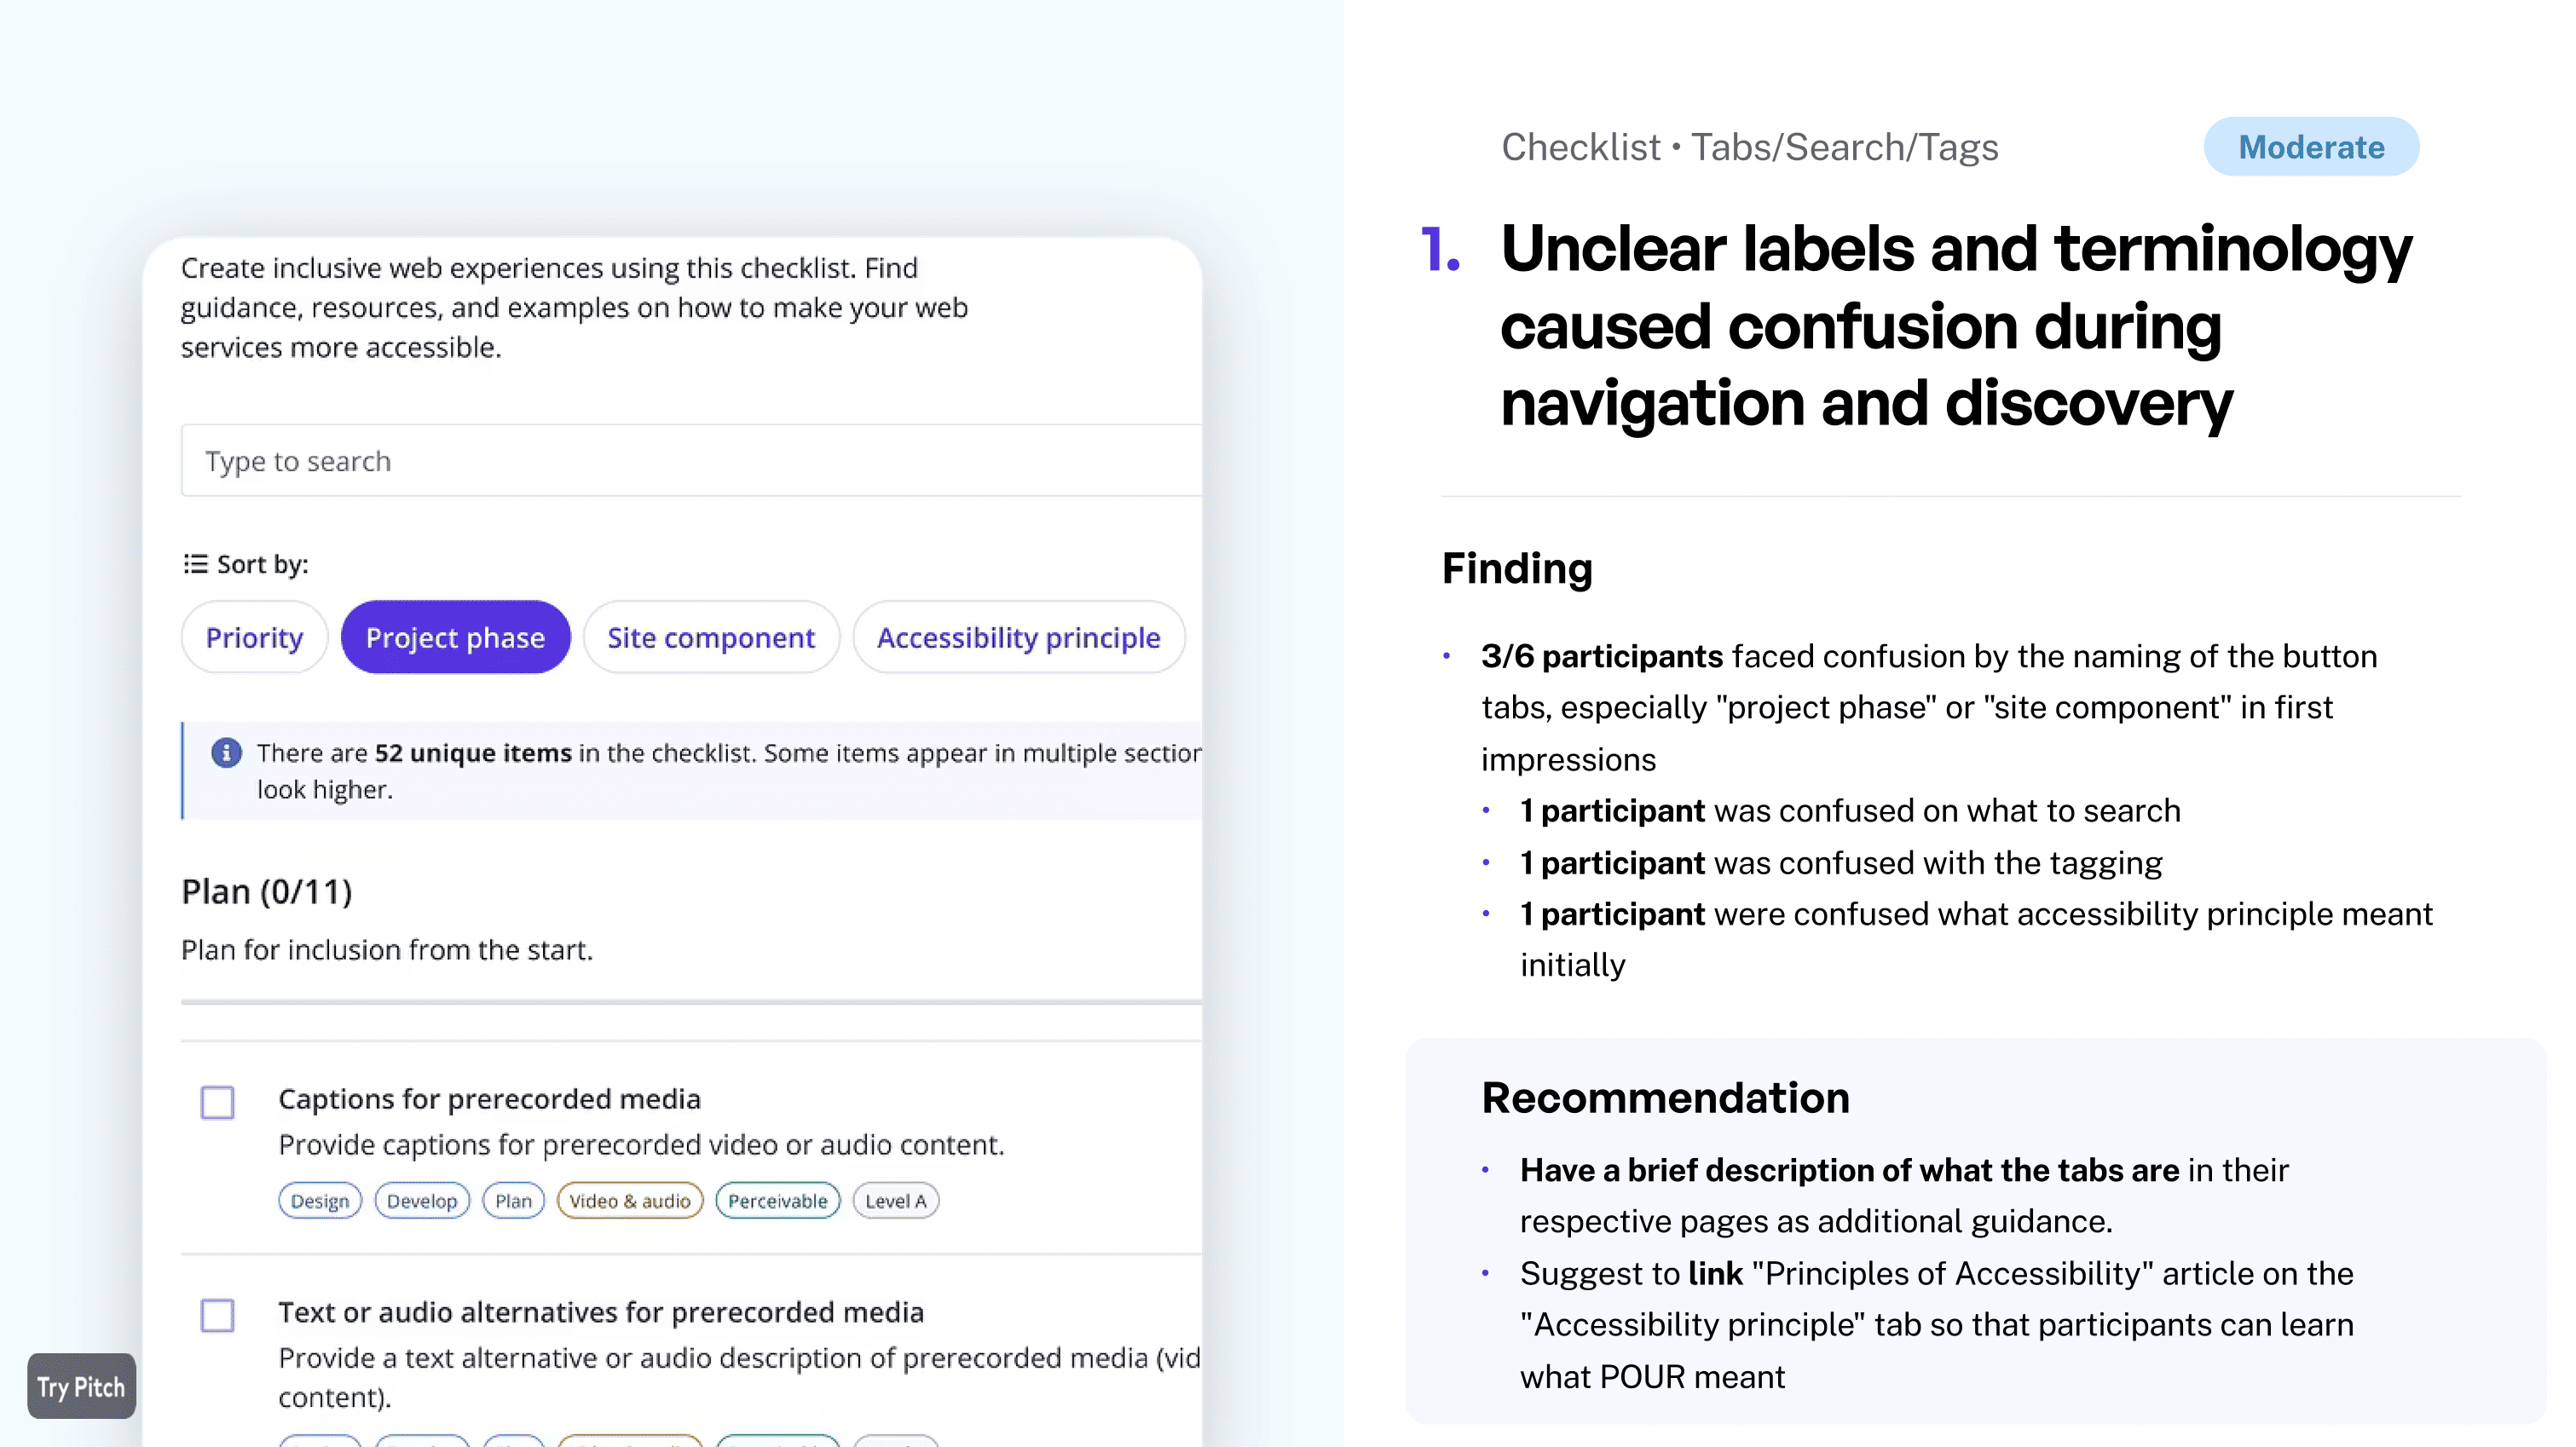 Create inclusive web experiences using this checklist. Find
guidance, resources, and examples on how to make your web
services more accessible.
Type to search
Sort by:
Priority
Project phase
Site component
Accessibility principle
There are 52 unique items in the checklist. Some items appear in multiple section
look higher.
Plan (0/11)
Plan for inclusion from the start.
Captions for prerecorded media
Provide captions for prerecorded video or audio content.
Design
Develop
Plan
Video & audio
Perceivable
Level A
Text or audio alternatives for prerecorded media
Provide a text alternative or audio description of prerecorded media (vid
content).
Try Pitch
Checklist • Tabs/Search/Tags
Moderate
1. Unclear labels and terminology
caused confusion during
navigation and discovery
Finding
• 3/6 participants faced confusion by the naming of the button
tabs, especially "project phase" or "site component" in first
impressions
• 1 participant was confused on what to search
• 1 participant was confused with the tagging
• 1 participant were confused what accessibility principle meant
initially
Recommendation
• Have a brief description of what the tabs are in their
respective pages as additional guidance.
• Suggest to link "Principles of Accessibility" article on the
"Accessibility principle" tab so that participants can learn
what POUR meant